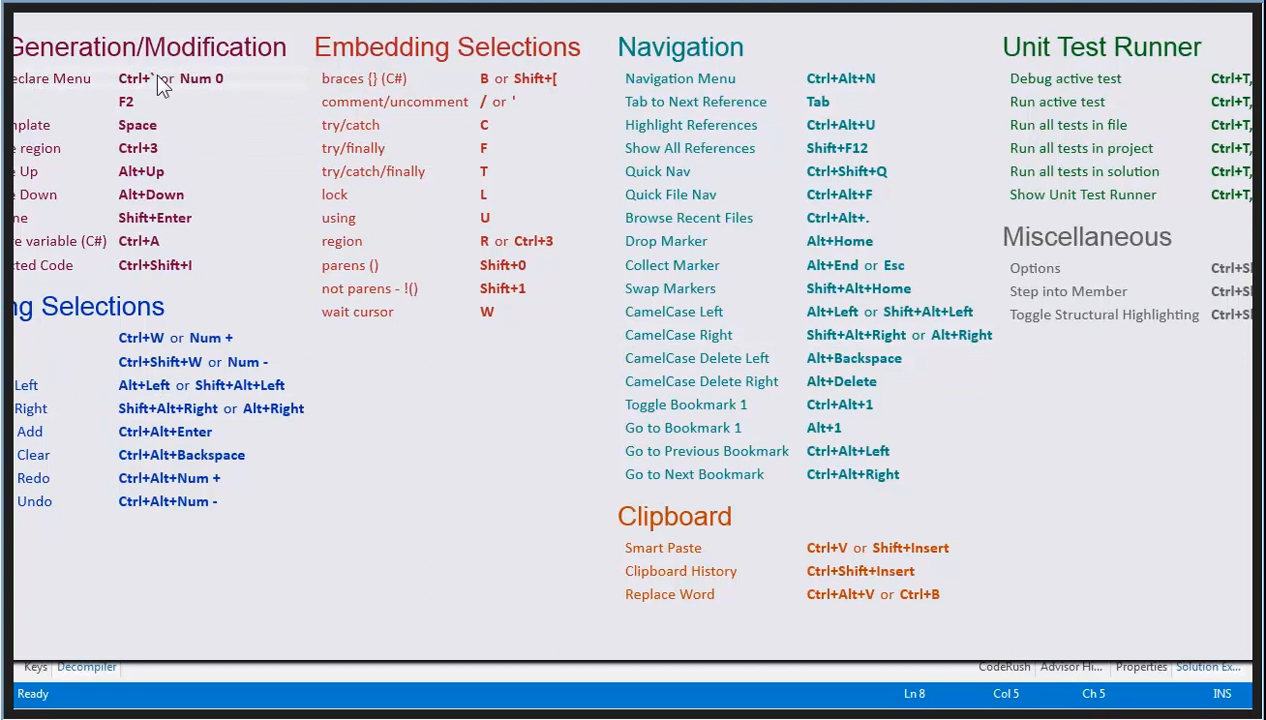 Generation/Modification
eclare Menu Ctrl+` or Num 0
F2
mplate Space
e region Ctrl+3
e Up Alt+Up
e Down Alt+Down
ne Shift+Enter
re variable (C#) Ctrl+A
cted Code Ctrl+Shift+I
ng Selections
Ctrl+W or Num +
Ctrl+Shift+W or Num -
Left Alt+Left or Shift+Alt+Left
Right Shift+Alt+Right or Alt+Right
Add Ctrl+Alt+Enter
Clear Ctrl+Alt+Backspace
Redo Ctrl+Alt+Num +
Undo Ctrl+Alt+Num -
Embedding Selections
braces {} (C#) B or Shift+[
comment/uncomment / or '
try/catch C
try/finally F
try/catch/finally T
lock L
using U
region R or Ctrl+3
parens () Shift+0
not parens - !() Shift+1
wait cursor W
Navigation
Navigation Menu Ctrl+Alt+N
Tab to Next Reference Tab
Highlight References Ctrl+Alt+U
Show All References Shift+F12
Quick Nav Ctrl+Shift+Q
Quick File Nav Ctrl+Alt+F
Browse Recent Files Ctrl+Alt+.
Drop Marker Alt+Home
Collect Marker Alt+End or Esc
Swap Markers Shift+Alt+Home
CamelCase Left Alt+Left or Shift+Alt+Left
CamelCase Right Shift+Alt+Right or Alt+Right
CamelCase Delete Left Alt+Backspace
CamelCase Delete Right Alt+Delete
Toggle Bookmark 1 Ctrl+Alt+1
Go to Bookmark 1 Alt+1
Go to Previous Bookmark Ctrl+Alt+Left
Go to Next Bookmark Ctrl+Alt+Right
Clipboard
Smart Paste Ctrl+V or Shift+Insert
Clipboard History Ctrl+Shift+Insert
Replace Word Ctrl+Alt+V or Ctrl+B
Unit Test Runner
Debug active test Ctrl+T,
Run active test Ctrl+T,
Run all tests in file Ctrl+T,
Run all tests in project Ctrl+T,
Run all tests in solution Ctrl+T,
Show Unit Test Runner Ctrl+T,
Miscellaneous
Options Ctrl+S
Step into Member Ctrl+S
Toggle Structural Highlighting Ctrl+S
Keys Decompiler CodeRush Advisor Hi... Properties Solution Ex...
Ready Ln 8 Col 5 Ch 5 INS